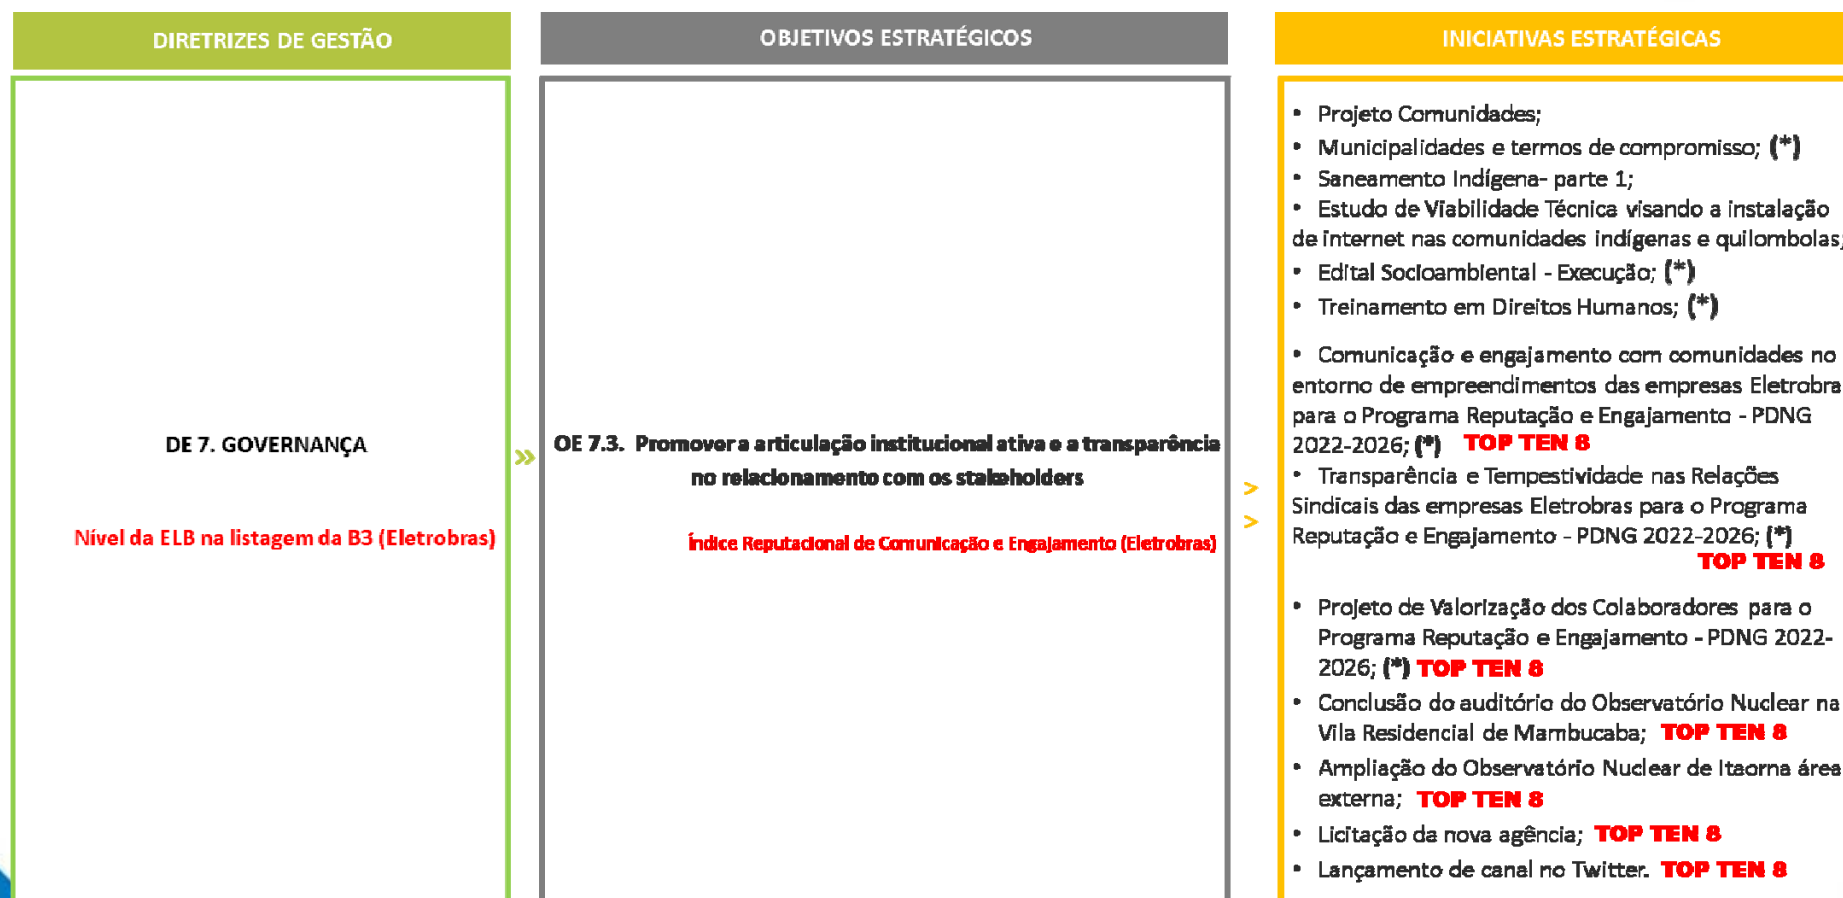 DIRETRIZES DE GESTÃO
OBJETIVOS ESTRATÉGICOS
INICIATIVAS ESTRATÉGICAS
DE 7. GOVERNANÇA
Nível da ELB na listagem da B3 (Eletrobras)
»
OE 7.3. Promover a articulação institucional ativa e a transparência
no relacionamento com os stakeholders
Índice Reputacional de Comunicação e Engajamento (Eletrobras)
>
>
• Projeto Comunidades;
• Municipalidades e termos de compromisso; (*)
• Saneamento Indígena- parte 1;
• Estudo de Viabilidade Técnica visando a instalação
de internet nas comunidades indígenas e quilombolas;
• Edital Socioambiental - Execução; (*)
• Treinamento em Direitos Humanos; (*)
• Comunicação e engajamento com comunidades no
entorno de empreendimentos das empresas Eletrobra
para o Programa Reputação e Engajamento - PDNG
2022-2026; (*) TOP TEN 8
• Transparência e Tempestividade nas Relações
Sindicais das empresas Eletrobras para o Programa
Reputação e Engajamento - PDNG 2022-2026; (*)
TOP TEN 8
• Projeto de Valorização dos Colaboradores para o
Programa Reputação e Engajamento - PDNG 2022-
2026; (*) TOP TEN 8
• Conclusão do auditório do Observatório Nuclear na
Vila Residencial de Mambucaba; TOP TEN 8
• Ampliação do Observatório Nuclear de Itaorna área
externa; TOP TEN 8
• Licitação da nova agência; TOP TEN 8
• Lançamento de canal no Twitter. TOP TEN 8